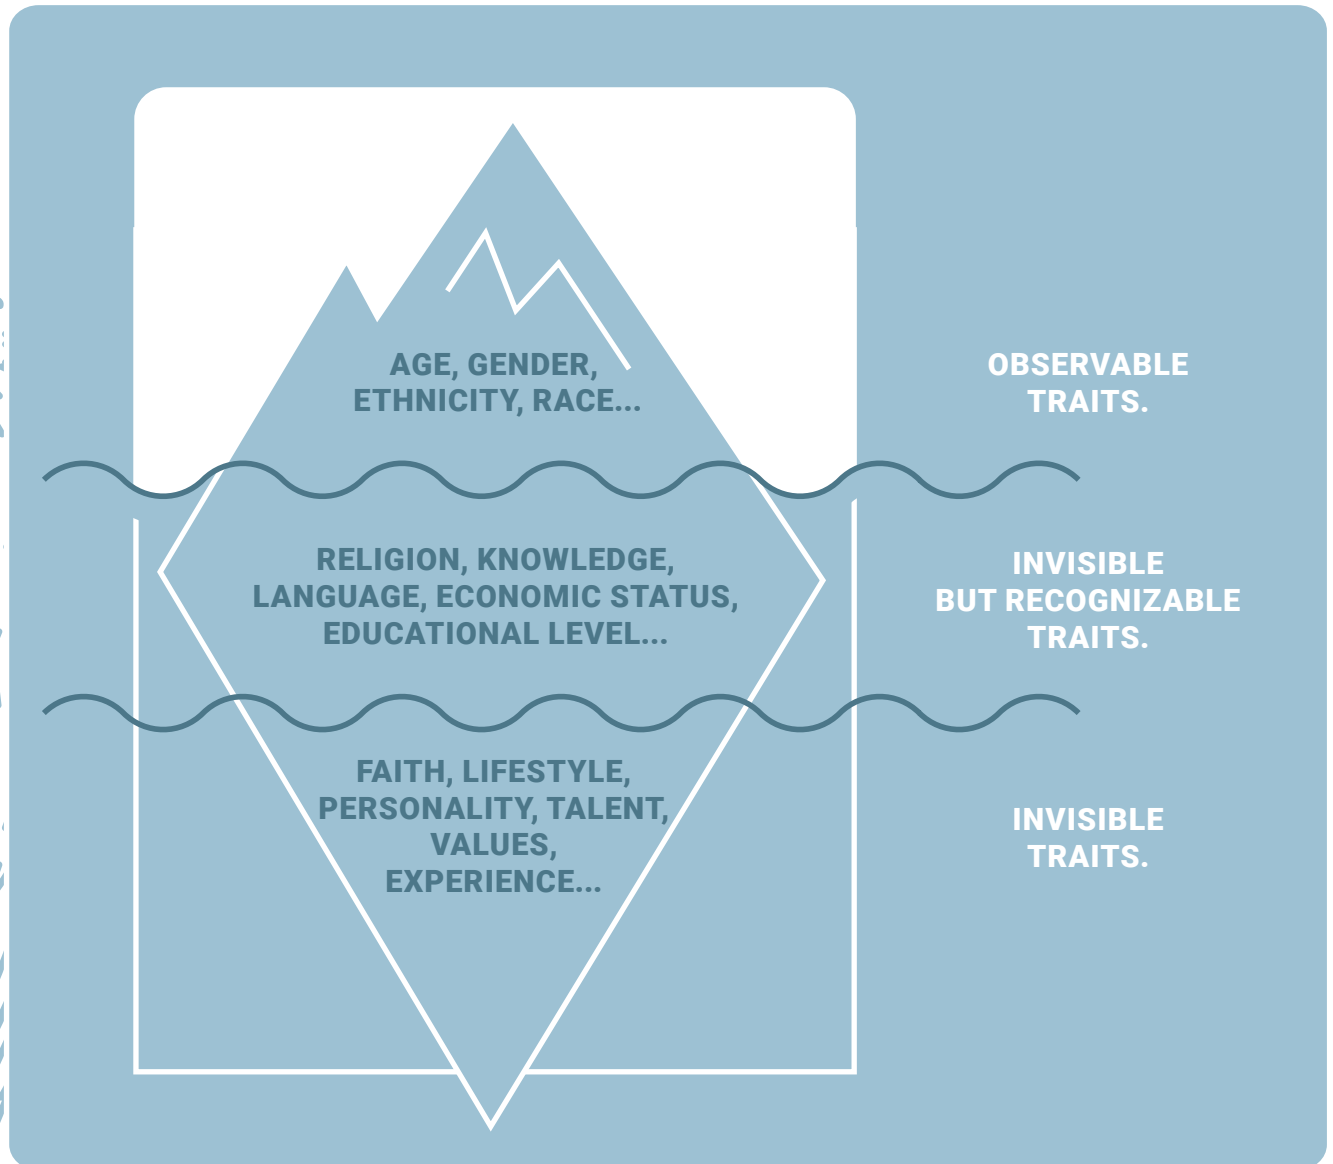 AGE, GENDER,
ETHNICITY, RACE...
OBSERVABLE
TRAITS.
RELIGION, KNOWLEDGE,
LANGUAGE, ECONOMIC STATUS,
EDUCATIONAL LEVEL...
INVISIBLE
BUT RECOGNIZABLE
TRAITS.
FAITH, LIFESTYLE,
PERSONALITY, TALENT,
VALUES,
EXPERIENCE...
INVISIBLE
TRAITS.